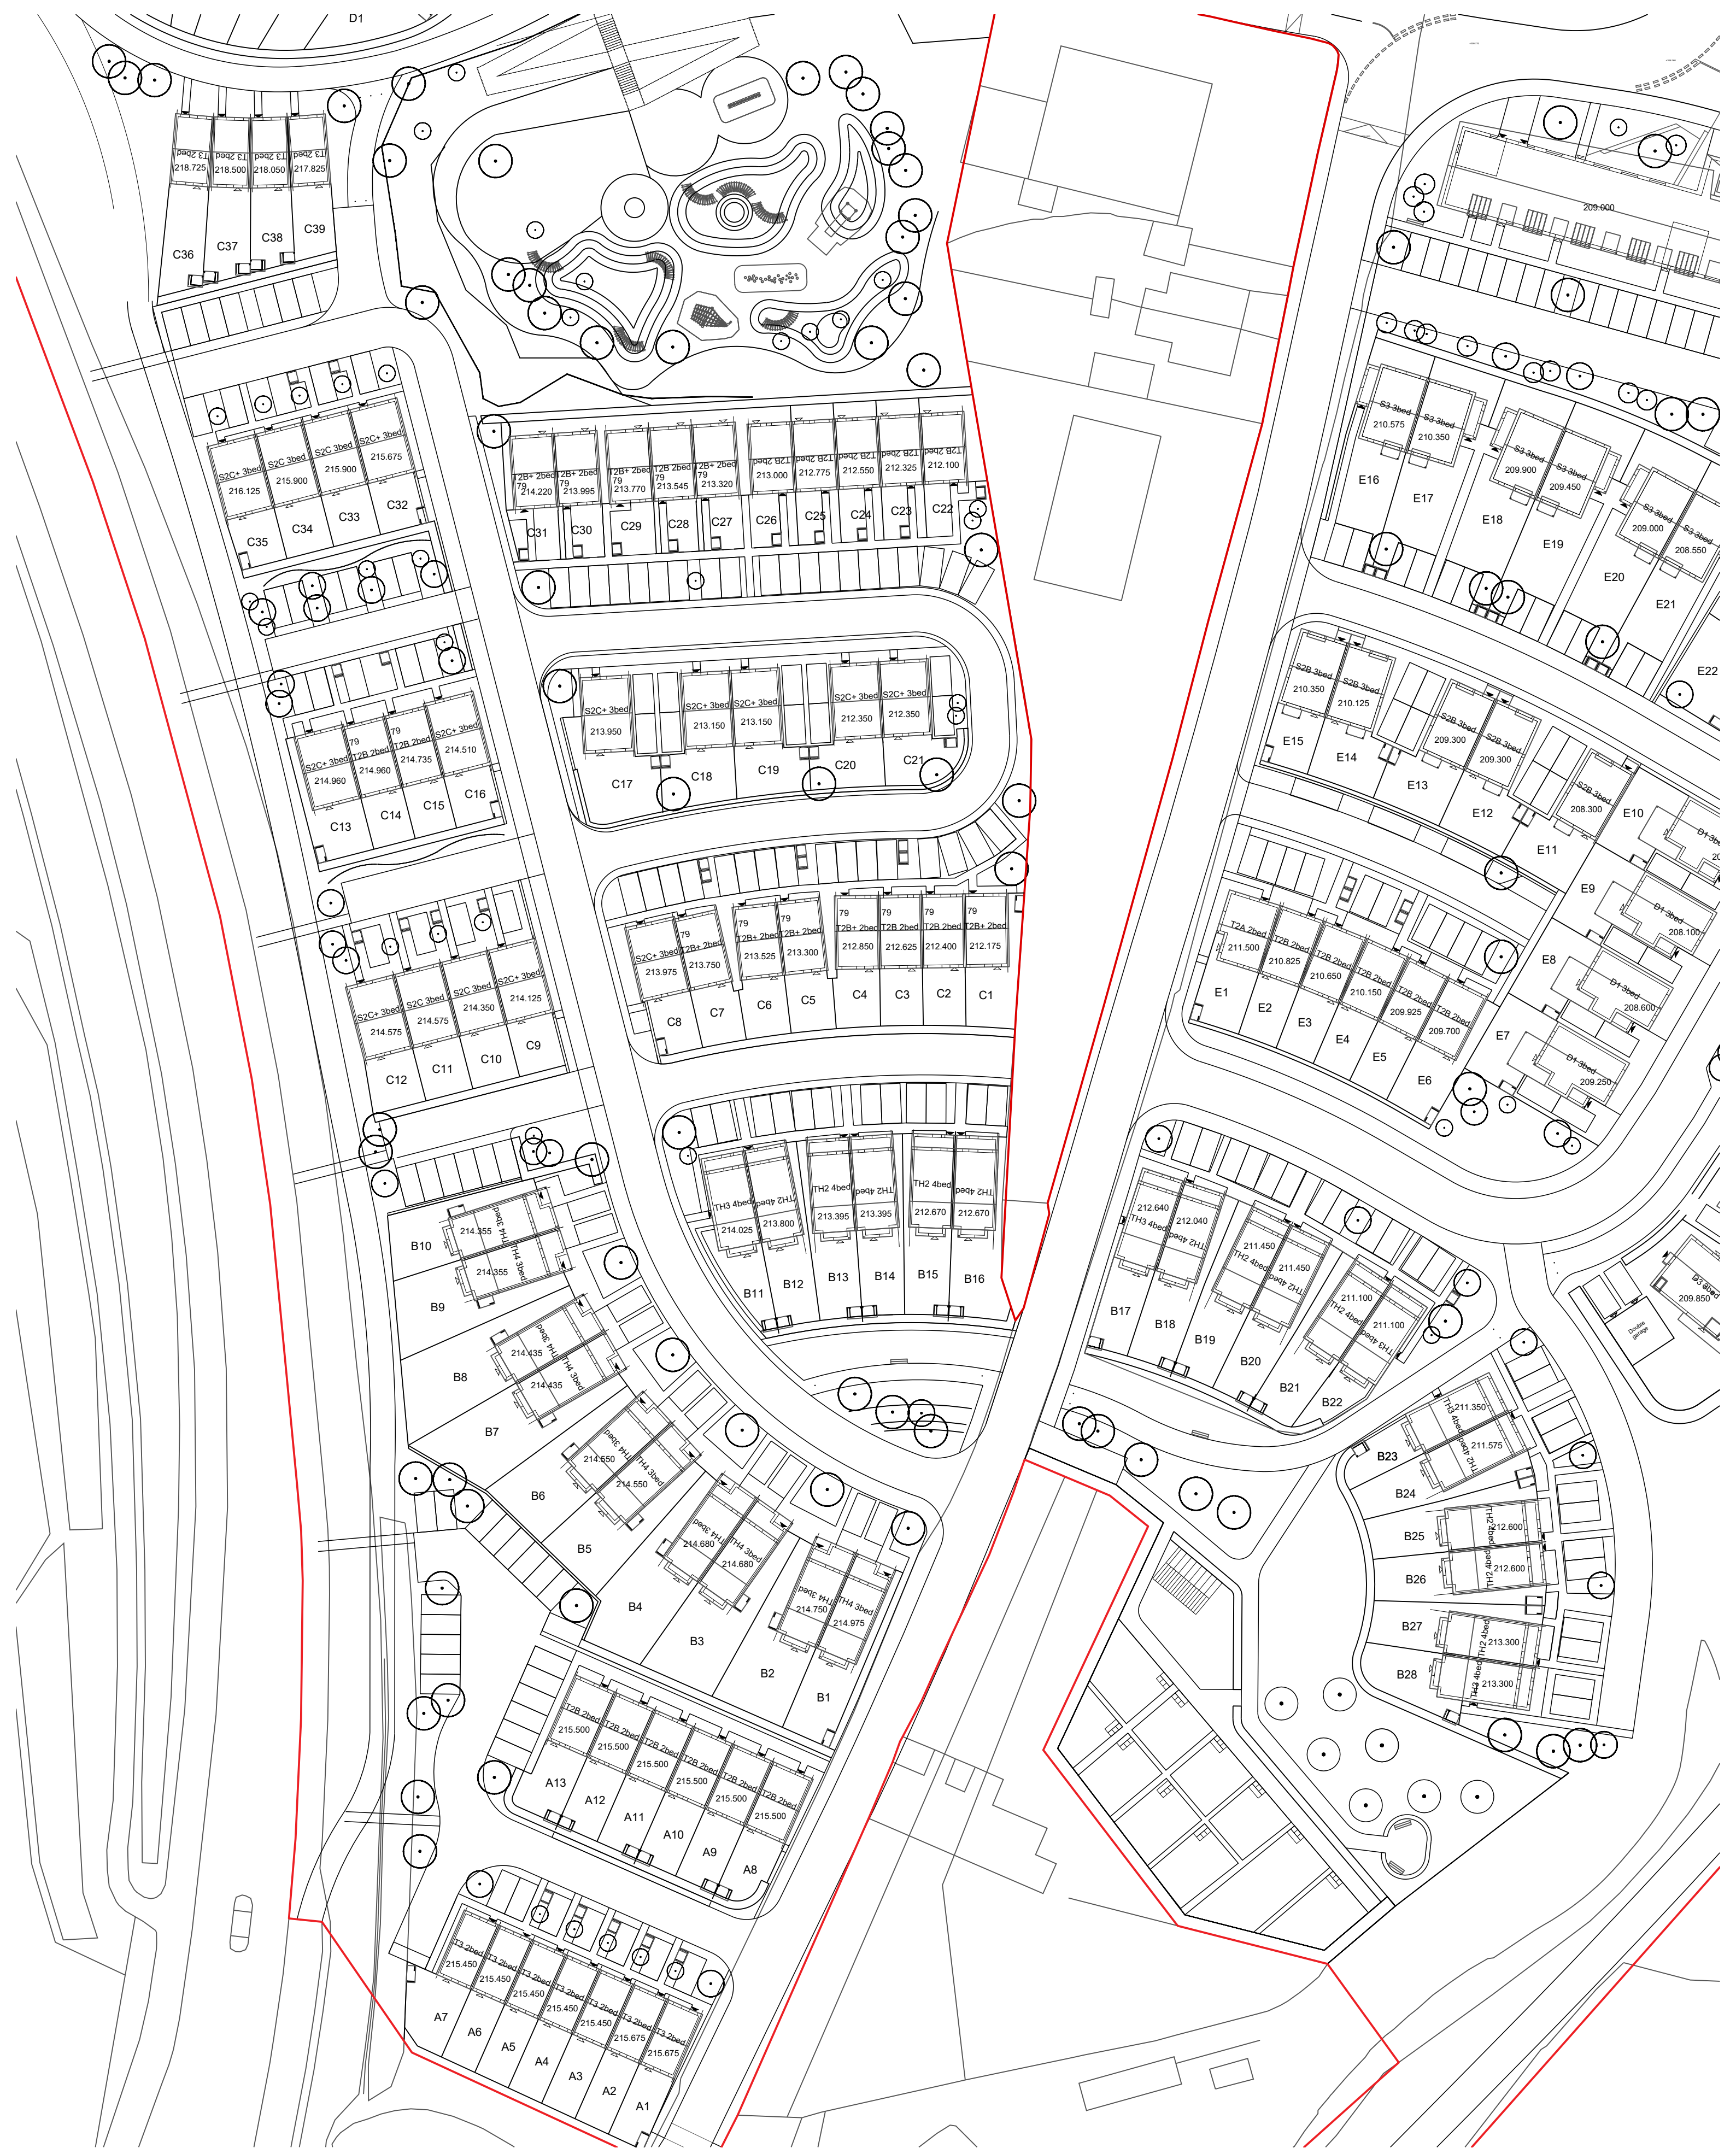 D1
T3 2bed
T3 2bed
T3 2bed
T3 2bed
218.725
218.500
218.050
217.825
C36
C37
C38
C39
209.000
S2C+ 3bed
S2C 3bed
S2C 3bed
S2C+ 3bed
216.125
215.900
215.900
215.675
C35
C34
C33
C32
T2B+ 2bed
79
214.220
T2B+ 2bed
79
213.995
T2B+ 2bed
79
213.770
T2B 2bed
79
213.545
T2B+ 2bed
79
213.320
T2B 2bed
213.000
T2B 2bed
212.775
T2B 2bed
212.550
T2B 2bed
212.325
T2B 2bed
212.100
C31
C30
C29
C28
C27
C26
C25
C24
C23
C22
S3 3bed
210.575
S3 3bed
210.350
S3 3bed
209.900
S3 3bed
209.450
S3 3bed
209.000
S3 3bed
208.550
E16
E17
E18
E19
E20
E21
E22
S2C+ 3bed
214.960
79
T2B 2bed
214.960
79
T2B 2bed
214.735
S2C+ 3bed
214.510
C13
C14
C15
C16
S2C+ 3bed
213.950
S2C+ 3bed
213.150
S2C+ 3bed
213.150
S2C+ 3bed
212.350
S2C+ 3bed
212.350
C17
C18
C19
C20
C21
S2B 3bed
210.350
S2B 3bed
210.125
S2B 3bed
209.300
S2B 3bed
209.300
S2B 3bed
208.300
E15
E14
E13
E12
E11
E10
E9
E8
E7
D1 3bed
208.100
D1 3bed
208.600
D1 3bed
209.250
S2C+ 3bed
214.575
S2C 3bed
214.575
S2C 3bed
214.350
S2C+ 3bed
214.125
C12
C11
C10
C9
S2C+ 3bed
213.975
79
T2B+ 2bed
213.750
79
T2B+ 2bed
213.525
79
T2B+ 2bed
213.300
79
T2B+ 2bed
212.850
79
T2B 2bed
212.625
79
T2B 2bed
212.400
79
T2B+ 2bed
212.175
C8
C7
C6
C5
C4
C3
C2
C1
T2A 2bed
211.500
T2B 2bed
210.825
T2B 2bed
210.650
T2B 2bed
210.150
T2B 2bed
209.925
T2B 2bed
209.700
E1
E2
E3
E4
E5
E6
TH3 4bed
214.025
TH2 4bed
213.800
TH2 4bed
213.395
TH2 4bed
213.395
TH2 4bed
212.670
TH2 4bed
212.670
B11
B12
B13
B14
B15
B16
212.640
TH3 4bed
212.040
TH2 4bed
211.450
TH2 4bed
211.450
TH2 4bed
211.100
TH2 4bed
211.100
TH3 4bed
B17
B18
B19
B20
B21
B22
209.850
Double
garage
TH4 3bed
214.355
TH4 3bed
214.355
B10
B9
TH4 3bed
214.435
TH4 3bed
214.435
B8
B7
TH4 3bed
214.550
TH4 3bed
214.550
B6
B5
TH4 3bed
214.680
TH4 3bed
214.680
B4
B3
TH4 3bed
214.750
TH4 3bed
214.975
B2
B1
TH3 4bed
211.350
TH2 4bed
211.575
B23
B24
TH2 4bed
212.600
TH2 4bed
212.600
B25
B26
TH2 4bed
213.300
TH3 4bed
213.300
B27
B28
T2B 2bed
215.500
T2B 2bed
215.500
T2B 2bed
215.500
T2B 2bed
215.500
T2B 2bed
215.500
T2B 2bed
215.500
A13
A12
A11
A10
A9
A8
T3 2bed
215.450
T3 2bed
215.450
T3 2bed
215.450
T3 2bed
215.450
T3 2bed
215.450
T3 2bed
215.675
T3 2bed
215.675
A7
A6
A5
A4
A3
A2
A1